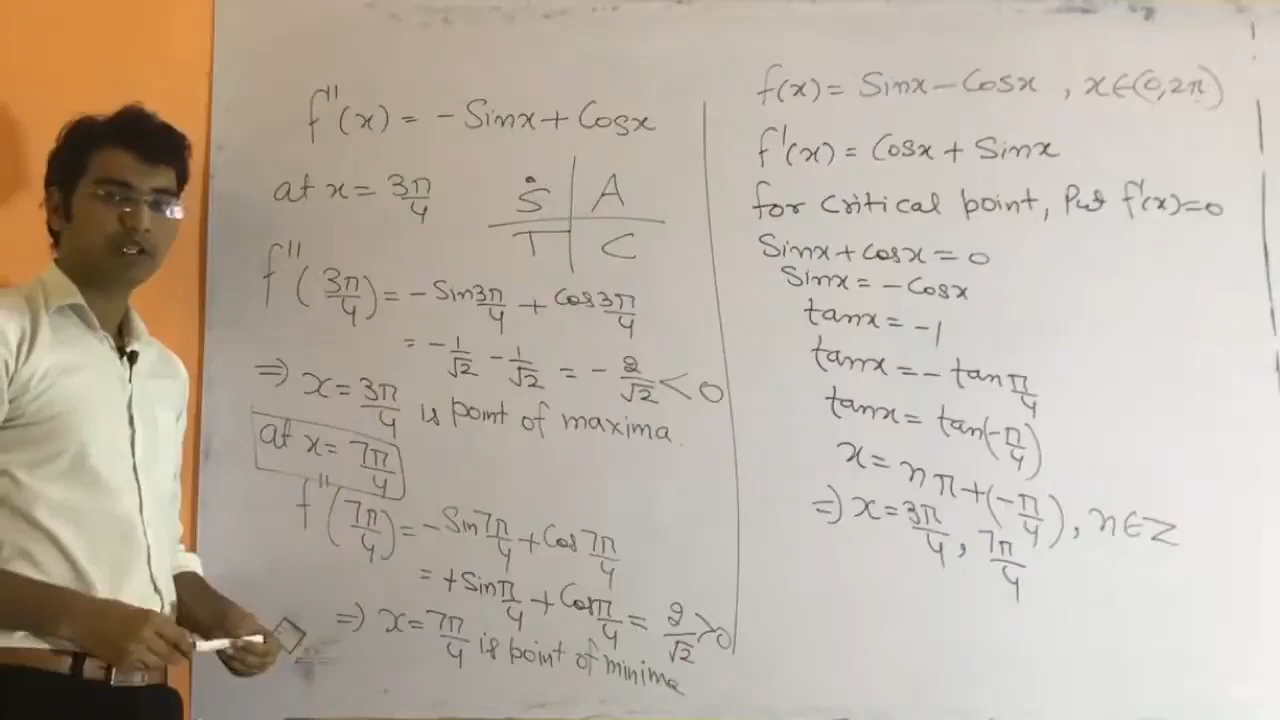 f(x) = Sinx - Cosx , x∈(0,2π)
f'(x) = Cosx + Sinx
for critical point, Put f'(x)=0
Sinx + cosx = 0
Sinx = - Cosx
tanx = -1
tanx = - tan π/4
tanx = tan(-π/4)
x = nπ + (-π/4), n∈Z
⇒ x = 3π/4, 7π/4
f''(x) = - Sinx + Cosx
at x = 3π/4
S A
T C
f''(3π/4) = - Sin 3π/4 + Cos 3π/4
= - 1/√2 - 1/√2 = - 2/√2 < 0
⇒ x = 3π/4 is point of maxima.
at x = 7π/4
f''(7π/4) = - Sin 7π/4 + Cos 7π/4
= + Sin π/4 + Cos π/4 = 2/√2 > 0
⇒ x = 7π/4 is point of minima